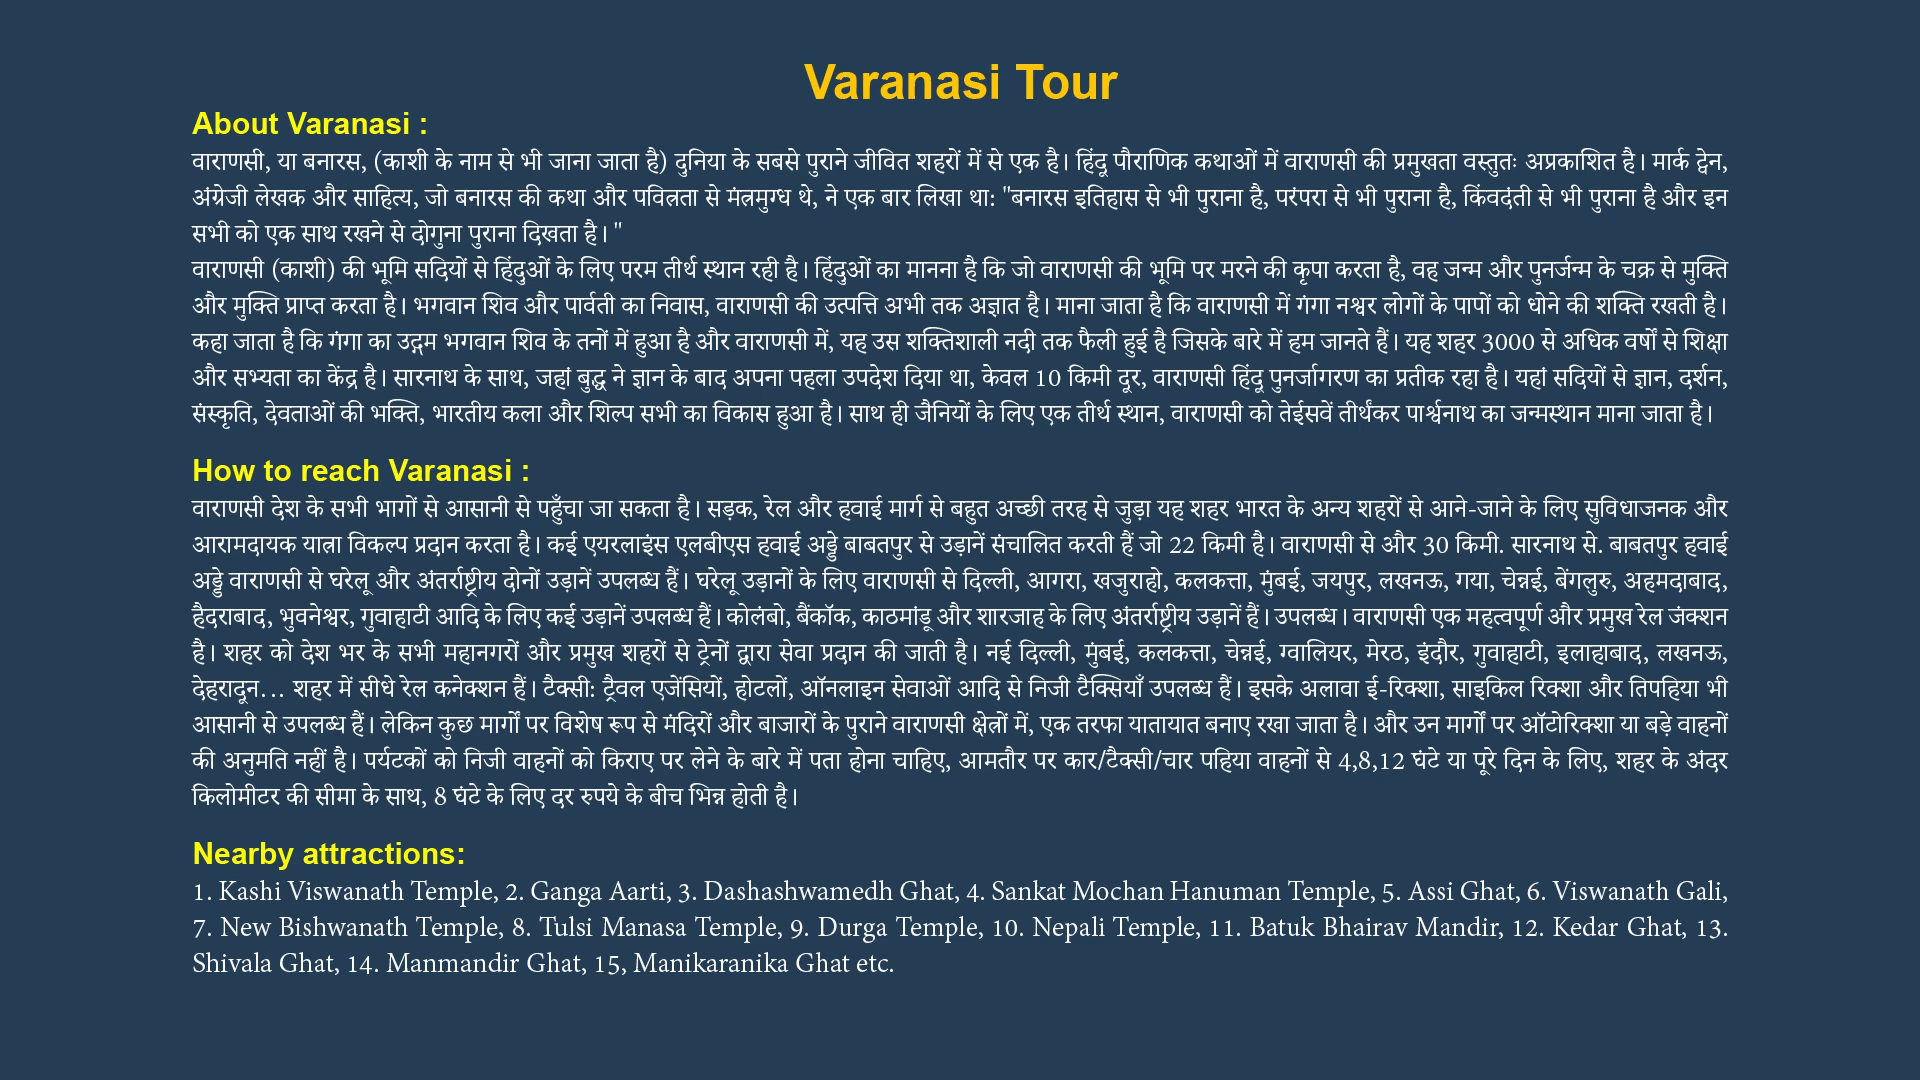 Varanasi Tour
About Varanasi :
वाराणसी, या बनारस, (काशी के नाम से भी जाना जाता है) दुनिया के सबसे पुराने जीवित शहरों में से एक है। हिंदू पौराणिक कथाओं में वाराणसी की प्रमुखता वस्तुतः अप्रकाशित है। मार्क ट्वेन,
अंग्रेजी लेखक और साहित्य, जो बनारस की कथा और पवित्रता से मंत्रमुग्ध थे, ने एक बार लिखा था: "बनारस इतिहास से भी पुराना है, परंपरा से भी पुराना है, किंवदंती से भी पुराना है और इन
सभी को एक साथ रखने से दोगुना पुराना दिखता है। "
वाराणसी (काशी) की भूमि सदियों से हिंदुओं के लिए परम तीर्थ स्थान रही है। हिंदुओं का मानना है कि जो वाराणसी की भूमि पर मरने की कृपा करता है, वह जन्म और पुनर्जन्म के चक्र से मुक्ति
और मुक्ति प्राप्त करता है। भगवान शिव और पार्वती का निवास, वाराणसी की उत्पत्ति अभी तक अज्ञात है। माना जाता है कि वाराणसी में गंगा नश्वर लोगों के पापों को धोने की शक्ति रखती है।
कहा जाता है कि गंगा का उद्गम भगवान शिव के तनों में हुआ है और वाराणसी में, यह उस शक्तिशाली नदी तक फैली हुई है जिसके बारे में हम जानते हैं। यह शहर 3000 से अधिक वर्षों से शिक्षा
और सभ्यता का केंद्र है। सारनाथ के साथ, जहां बुद्ध ने ज्ञान के बाद अपना पहला उपदेश दिया था, केवल 10 किमी दूर, वाराणसी हिंदू पुनर्जागरण का प्रतीक रहा है। यहां सदियों से ज्ञान, दर्शन,
संस्कृति, देवताओं की भक्ति, भारतीय कला और शिल्प सभी का विकास हुआ है। साथ ही जैनियों के लिए एक तीर्थ स्थान, वाराणसी को तेईसवें तीर्थंकर पार्श्वनाथ का जन्मस्थान माना जाता है।
How to reach Varanasi :
वाराणसी देश के सभी भागों से आसानी से पहुँचा जा सकता है। सड़क, रेल और हवाई मार्ग से बहुत अच्छी तरह से जुड़ा यह शहर भारत के अन्य शहरों से आने-जाने के लिए सुविधाजनक और
आरामदायक यात्रा विकल्प प्रदान करता है। कई एयरलाइंस एलबीएस हवाई अड्डे बाबतपुर से उड़ानें संचालित करती हैं जो 22 किमी है। वाराणसी से और 30 किमी. सारनाथ से. बाबतपुर हवाई
अड्डे वाराणसी से घरेलू और अंतर्राष्ट्रीय दोनों उड़ानें उपलब्ध हैं। घरेलू उड़ानों के लिए वाराणसी से दिल्ली, आगरा, खजुराहो, कलकत्ता, मुंबई, जयपुर, लखनऊ, गया, चेन्नई, बेंगलुरु, अहमदाबाद,
हैदराबाद, भुवनेश्वर, गुवाहाटी आदि के लिए कई उड़ानें उपलब्ध हैं। कोलंबो, बैंकॉक, काठमांडू और शारजाह के लिए अंतर्राष्ट्रीय उड़ानें हैं। उपलब्ध। वाराणसी एक महत्वपूर्ण और प्रमुख रेल जंक्शन
है। शहर को देश भर के सभी महानगरों और प्रमुख शहरों से ट्रेनों द्वारा सेवा प्रदान की जाती है। नई दिल्ली, मुंबई, कलकत्ता, चेन्नई, ग्वालियर, मेरठ, इंदौर, गुवाहाटी, इलाहाबाद, लखनऊ,
देहरादून… शहर में सीधे रेल कनेक्शन हैं। टैक्सी: ट्रैवल एजेंसियों, होटलों, ऑनलाइन सेवाओं आदि से निजी टैक्सियाँ उपलब्ध हैं। इसके अलावा ई-रिक्शा, साइकिल रिक्शा और तिपहिया भी
आसानी से उपलब्ध हैं। लेकिन कुछ मार्गों पर विशेष रूप से मंदिरों और बाजारों के पुराने वाराणसी क्षेत्रों में, एक तरफा यातायात बनाए रखा जाता है। और उन मार्गों पर ऑटोरिक्शा या बड़े वाहनों
की अनुमति नहीं है। पर्यटकों को निजी वाहनों को किराए पर लेने के बारे में पता होना चाहिए, आमतौर पर कार/टैक्सी/चार पहिया वाहनों से 4,8,12 घंटे या पूरे दिन के लिए, शहर के अंदर
किलोमीटर की सीमा के साथ, 8 घंटे के लिए दर रुपये के बीच भिन्न होती है।
Nearby attractions:
1. Kashi Viswanath Temple, 2. Ganga Aarti, 3. Dashashwamedh Ghat, 4. Sankat Mochan Hanuman Temple, 5. Assi Ghat, 6. Viswanath Gali,
7. New Bishwanath Temple, 8. Tulsi Manasa Temple, 9. Durga Temple, 10. Nepali Temple, 11. Batuk Bhairav Mandir, 12. Kedar Ghat, 13.
Shivala Ghat, 14. Manmandir Ghat, 15, Manikaranika Ghat etc.